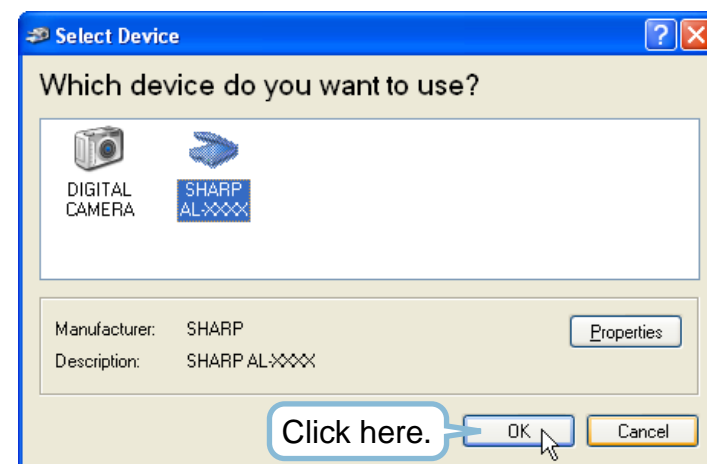 Select Device
Which device do you want to use?
DIGITAL
CAMERA
SHARP
AL-XXXX
Manufacturer: SHARP
Properties
Description: SHARP AL-XXXX
Click here.
OK
Cancel